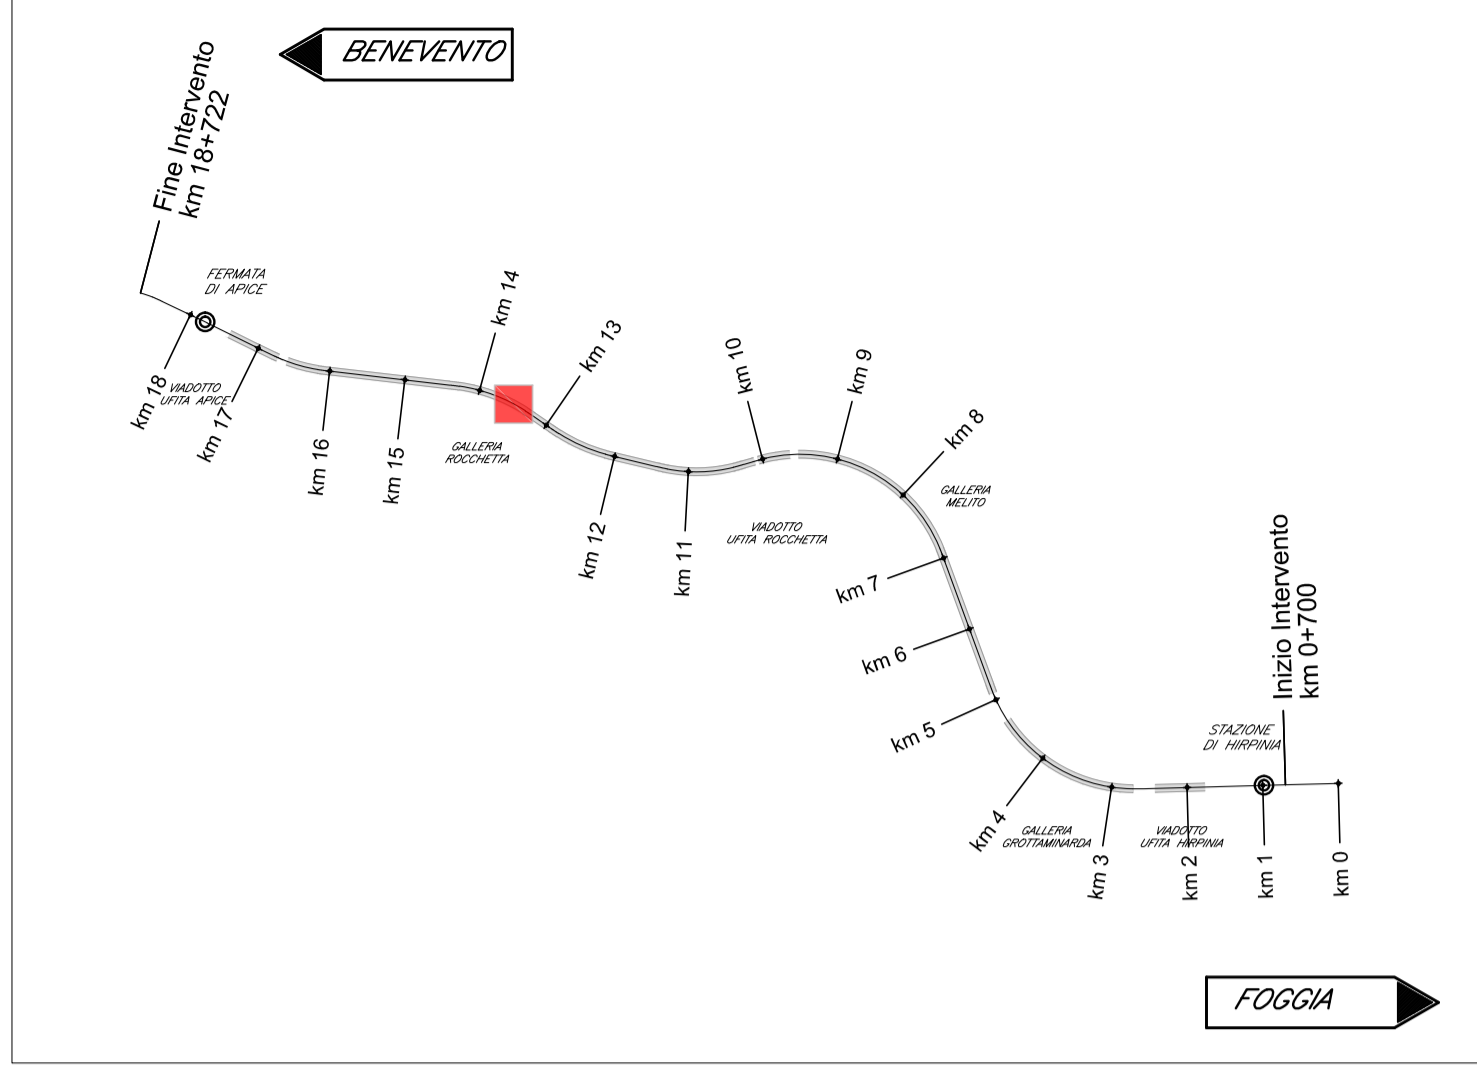 BENEVENTO
Fine Intervento
km 18+722
FERMATA
DI APICE
km 18
VIADOTTO
UFITA APICE
km 17
km 16
km 15
km 14
GALLERIA
ROCCHETTA
km 13
km 12
km 11
km 10
VIADOTTO
UFITA ROCCHETTA
km 9
km 8
GALLERIA
MELITO
km 7
km 6
km 5
km 4
GALLERIA
GROTTAMINARDA
km 3
VIADOTTO
UFITA HIRPINIA
km 2
STAZIONE
DI HIRPINIA
km 1
Inizio Intervento
km 0+700
km 0
FOGGIA